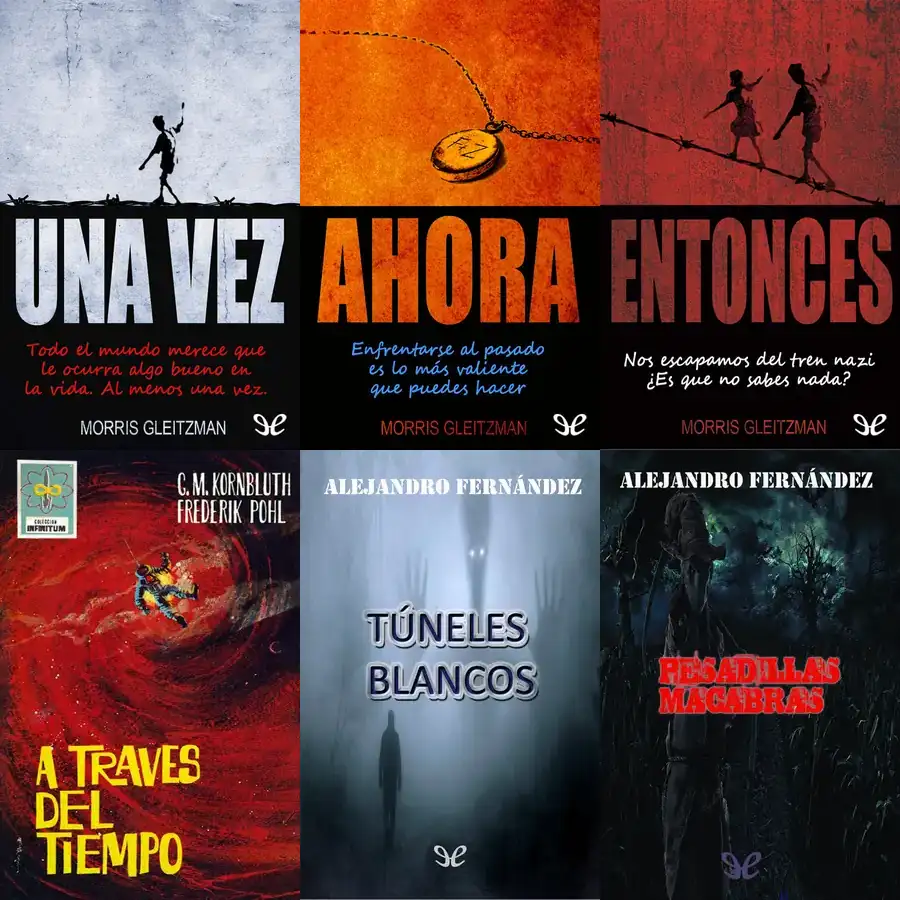 UNA VEZ
Todo el mundo merece que
le ocurra algo bueno en
la vida. Al menos una vez.
MORRIS GLEITZMAN
F&Z
AHORA
Enfrentarse al pasado
es lo más valiente
que puedes hacer
MORRIS GLEITZMAN
ENTONCES
Nos escapamos del tren nazi
¿Es que no sabes nada?
MORRIS GLEITZMAN
COLECCION
INFINITUM
C. M. KORNBLUTH
FREDERIK POHL
A TRAVES
DEL
TIEMPO
ALEJANDRO FERNÁNDEZ
TÚNELES
BLANCOS
ALEJANDRO FERNÁNDEZ
PESADILLAS
MACABRAS